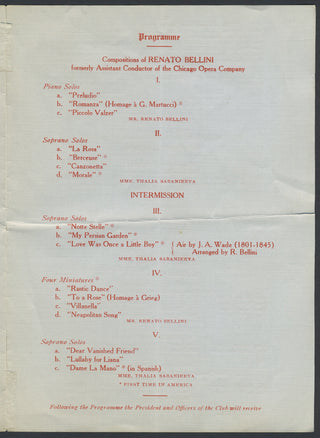 Programme
Compositions of RENATO BELLINI
formerly Assistant Conductor of the Chicago Opera Company
I.
Piano Solos
a. "Preludio"
b. "Romanza" (Homage à G. Martucci) *
c. "Piccolo Valzer"
MR. RENATO BELLINI
II.
Soprano Solos
a. "La Rota"
b. "Berceuse" *
c. "Canzonetta"
d. "Morale" *
MME. THALIA SABANIEEVA
INTERMISSION
III.
Soprano Solos
a. "Notte Stelle" *
b. "My Persian Garden" *
c. "Love Was Once a Little Boy" * { Air by J. A. Wade (1801-1845)
Arranged by R. Bellini
MME. THALIA SABANIEEVA
IV.
Four Miniatures *
a. "Rustic Dance"
b. "To a Rose" (Homage à Grieg)
c. "Villanella"
d. "Neapolitan Song"
MR. RENATO BELLINI
V.
Soprano Solos
a. "Dear Vanished Friend"
b. "Lullaby for Liana"
c. "Dame La Mano" * (in Spanish)
MME. THALIA SABANIEEVA
* FIRST TIME IN AMERICA
Following the Programme the President and Officers of the Club will receive